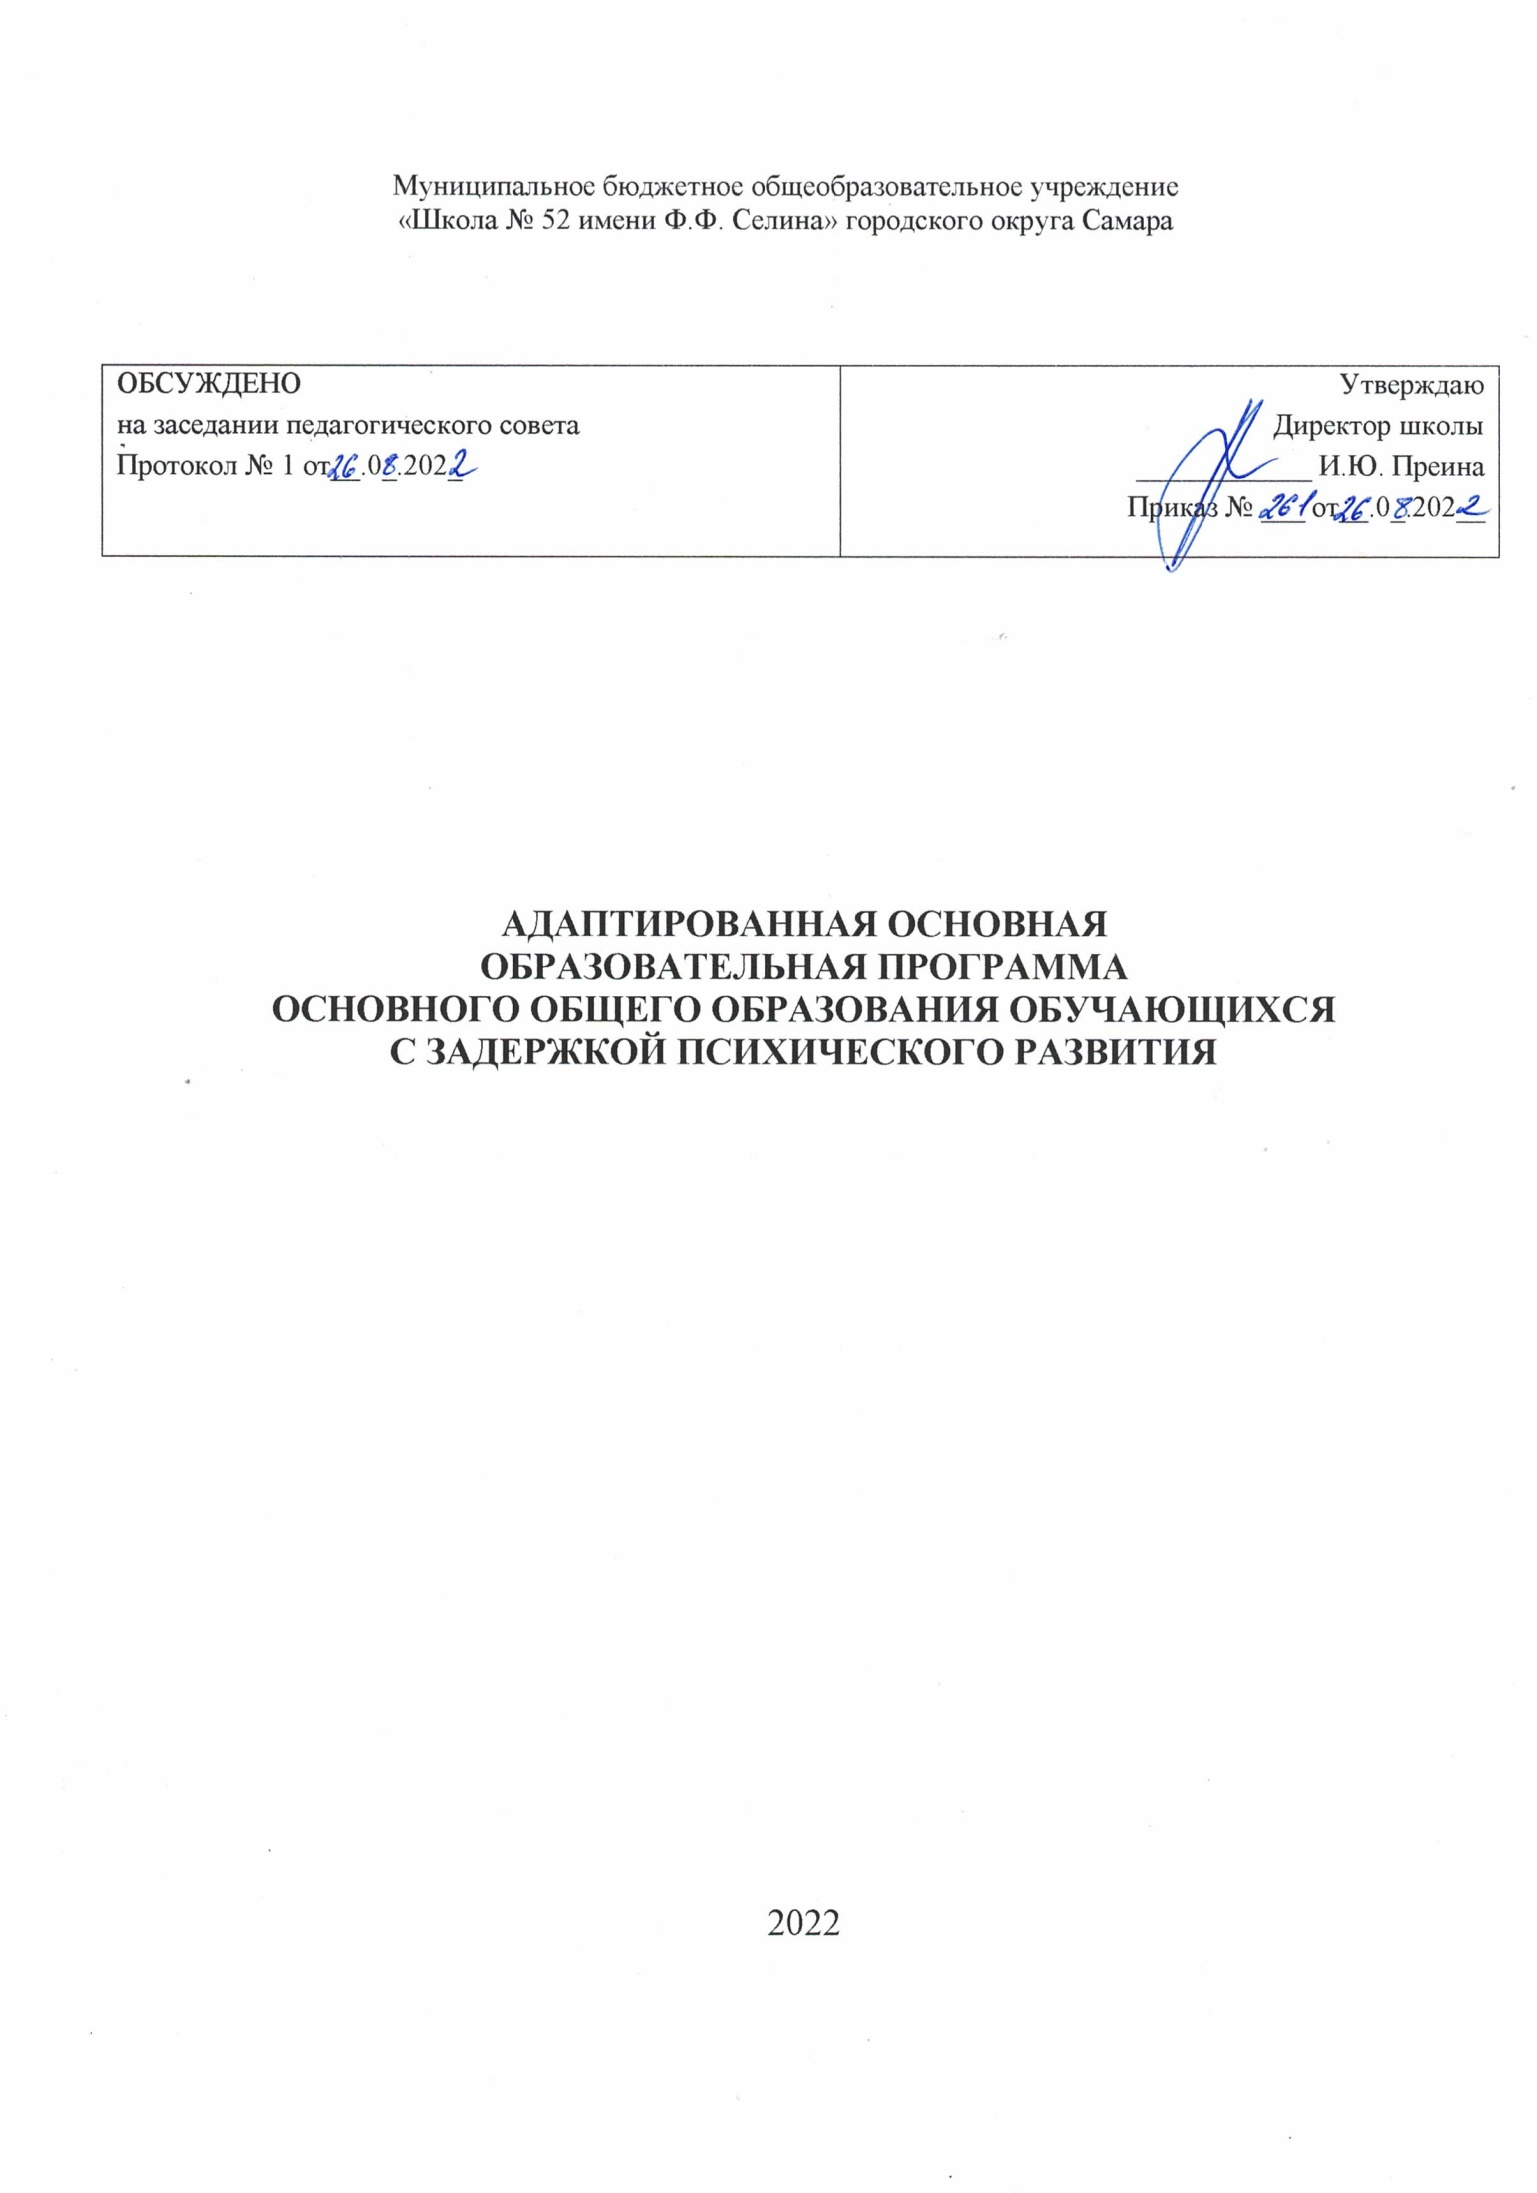 Муниципальное бюджетное общеобразовательное учреждение
«Школа № 52 имени Ф.Ф. Селина» городского округа Самара
ОБСУЖДЕНО
на заседании педагогического совета
Протокол № 1 от 26.08.2022
Утверждаю
Директор школы
И.Ю. Преина
Приказ № 261 от 26.08.2022
АДАПТИРОВАННАЯ ОСНОВНАЯ
ОБРАЗОВАТЕЛЬНАЯ ПРОГРАММА
ОСНОВНОГО ОБЩЕГО ОБРАЗОВАНИЯ ОБУЧАЮЩИХСЯ
С ЗАДЕРЖКОЙ ПСИХИЧЕСКОГО РАЗВИТИЯ
2022